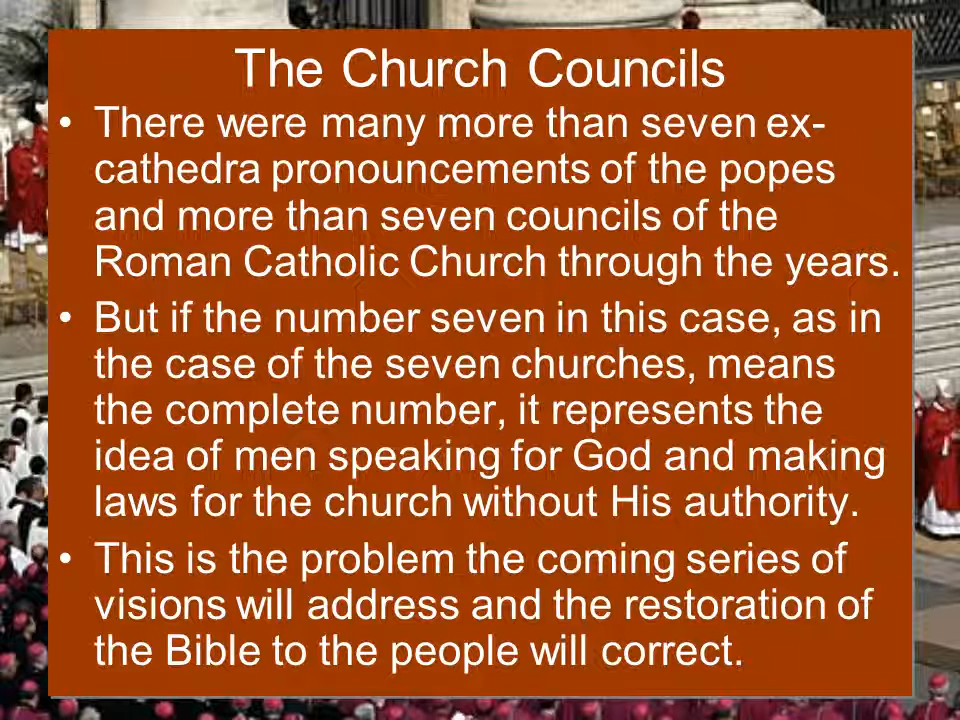 The Church Councils
• There were many more than seven ex-
cathedra pronouncements of the popes
and more than seven councils of the
Roman Catholic Church through the years.
• But if the number seven in this case, as in
the case of the seven churches, means
the complete number, it represents the
idea of men speaking for God and making
laws for the church without His authority.
• This is the problem the coming series of
visions will address and the restoration of
the Bible to the people will correct.